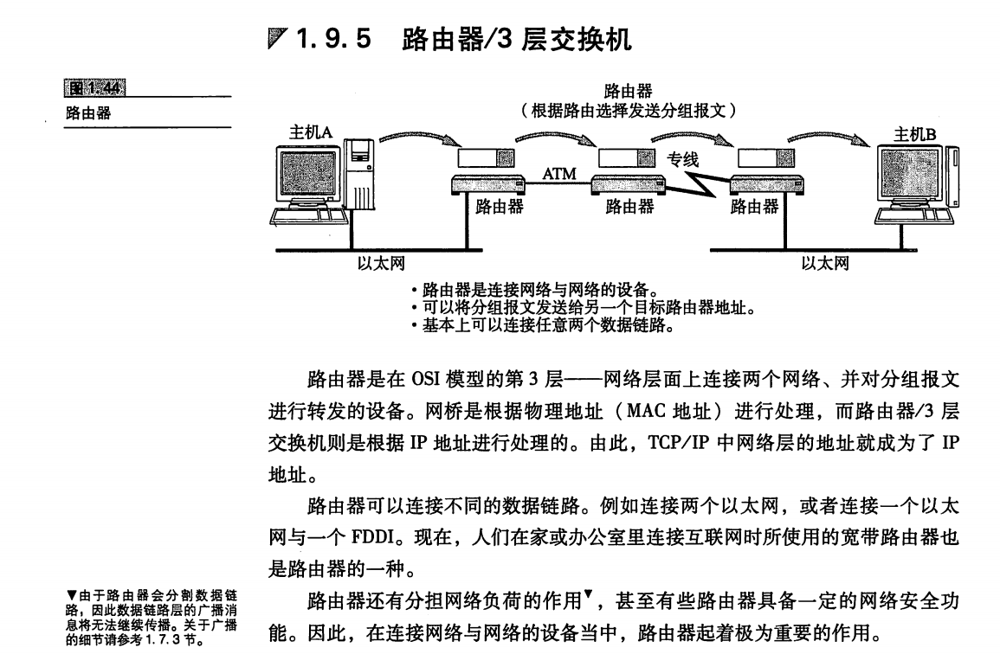 1.9.5 路由器/3 层交换机
图 1.44
路由器
路由器
（根据路由选择发送分组报文）
主机A
主机B
ATM
专线
路由器
路由器
路由器
以太网
以太网
·路由器是连接网络与网络的设备。
·可以将分组报文发送给另一个目标路由器地址。
·基本上可以连接任意两个数据链路。
路由器是在 OSI 模型的第 3 层——网络层面上连接两个网络、并对分组报文
进行转发的设备。网桥是根据物理地址（MAC 地址）进行处理，而路由器/3 层
交换机则是根据 IP 地址进行处理的。由此，TCP/IP 中网络层的地址就成为了 IP
地址。
路由器可以连接不同的数据链路。例如连接两个以太网，或者连接一个以太
网与一个 FDDI。现在，人们在家或办公室里连接互联网时所使用的宽带路由器也
是路由器的一种。
路由器还有分担网络负荷的作用▼，甚至有些路由器具备一定的网络安全功
能。因此，在连接网络与网络的设备当中，路由器起着极为重要的作用。
▼由于路由器会分割数据链
路，因此数据链路层的广播消
息将无法继续传播。关于广播
的细节请参考 1.7.3 节。